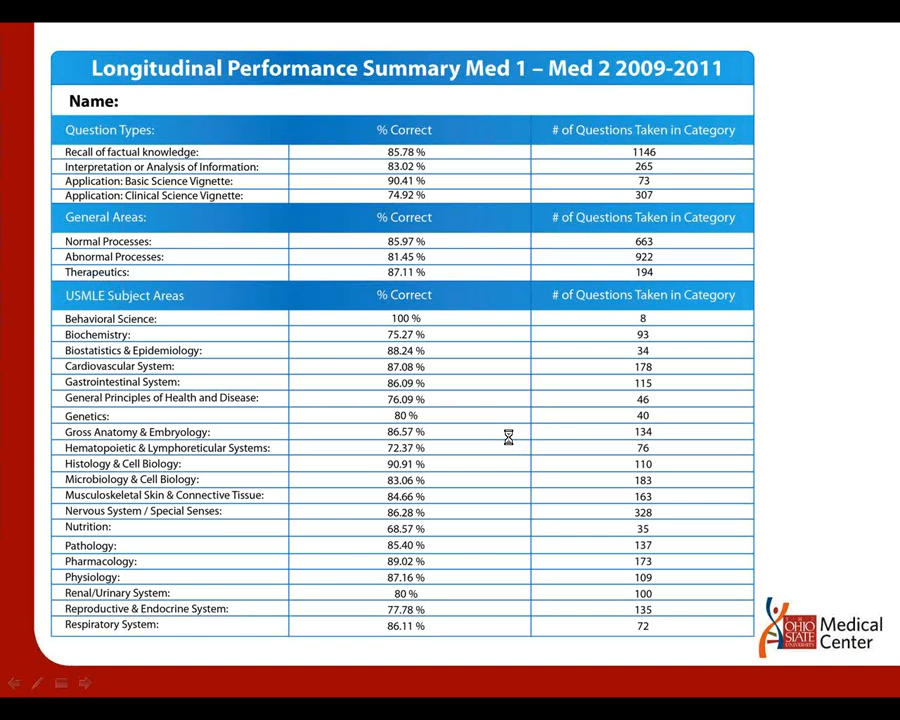 Longitudinal Performance Summary Med 1 – Med 2 2009-2011
Name:
Question Types: % Correct # of Questions Taken in Category
Recall of factual knowledge: 85.78 % 1146
Interpretation or Analysis of Information: 83.02 % 265
Application: Basic Science Vignette: 90.41 % 73
Application: Clinical Science Vignette: 74.92 % 307
General Areas: % Correct # of Questions Taken in Category
Normal Processes: 85.97 % 663
Abnormal Processes: 81.45 % 922
Therapeutics: 87.11 % 194
USMLE Subject Areas % Correct # of Questions Taken in Category
Behavioral Science: 100 % 8
Biochemistry: 75.27 % 93
Biostatistics & Epidemiology: 88.24 % 34
Cardiovascular System: 87.08 % 178
Gastrointestinal System: 86.09 % 115
General Principles of Health and Disease: 76.09 % 46
Genetics: 80 % 40
Gross Anatomy & Embryology: 86.57 % 134
Hematopoietic & Lymphoreticular Systems: 72.37 % 76
Histology & Cell Biology: 90.91 % 110
Microbiology & Cell Biology: 83.06 % 183
Musculoskeletal Skin & Connective Tissue: 84.66 % 163
Nervous System / Special Senses: 86.28 % 328
Nutrition: 68.57 % 35
Pathology: 85.40 % 137
Pharmacology: 89.02 % 173
Physiology: 87.16 % 109
Renal/Urinary System: 80 % 100
Reproductive & Endocrine System: 77.78 % 135
Respiratory System: 86.11 % 72
OHIO
STATE
UNIVERSITY
Medical
Center